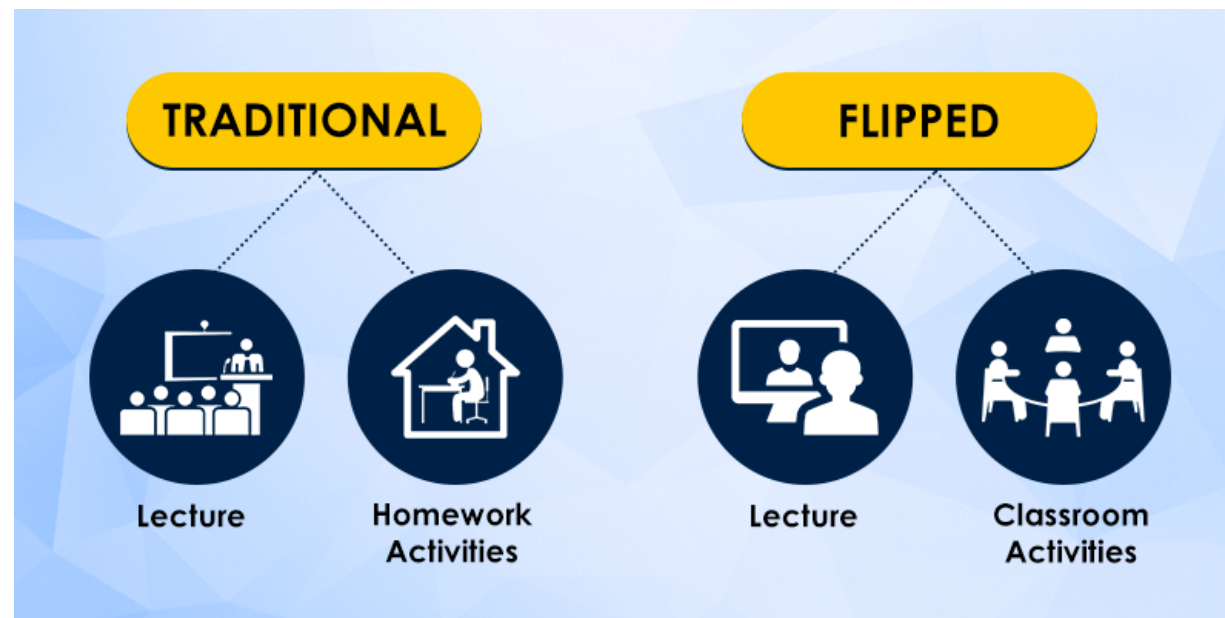 TRADITIONAL
Lecture
Homework
Activities
FLIPPED
Lecture
Classroom
Activities